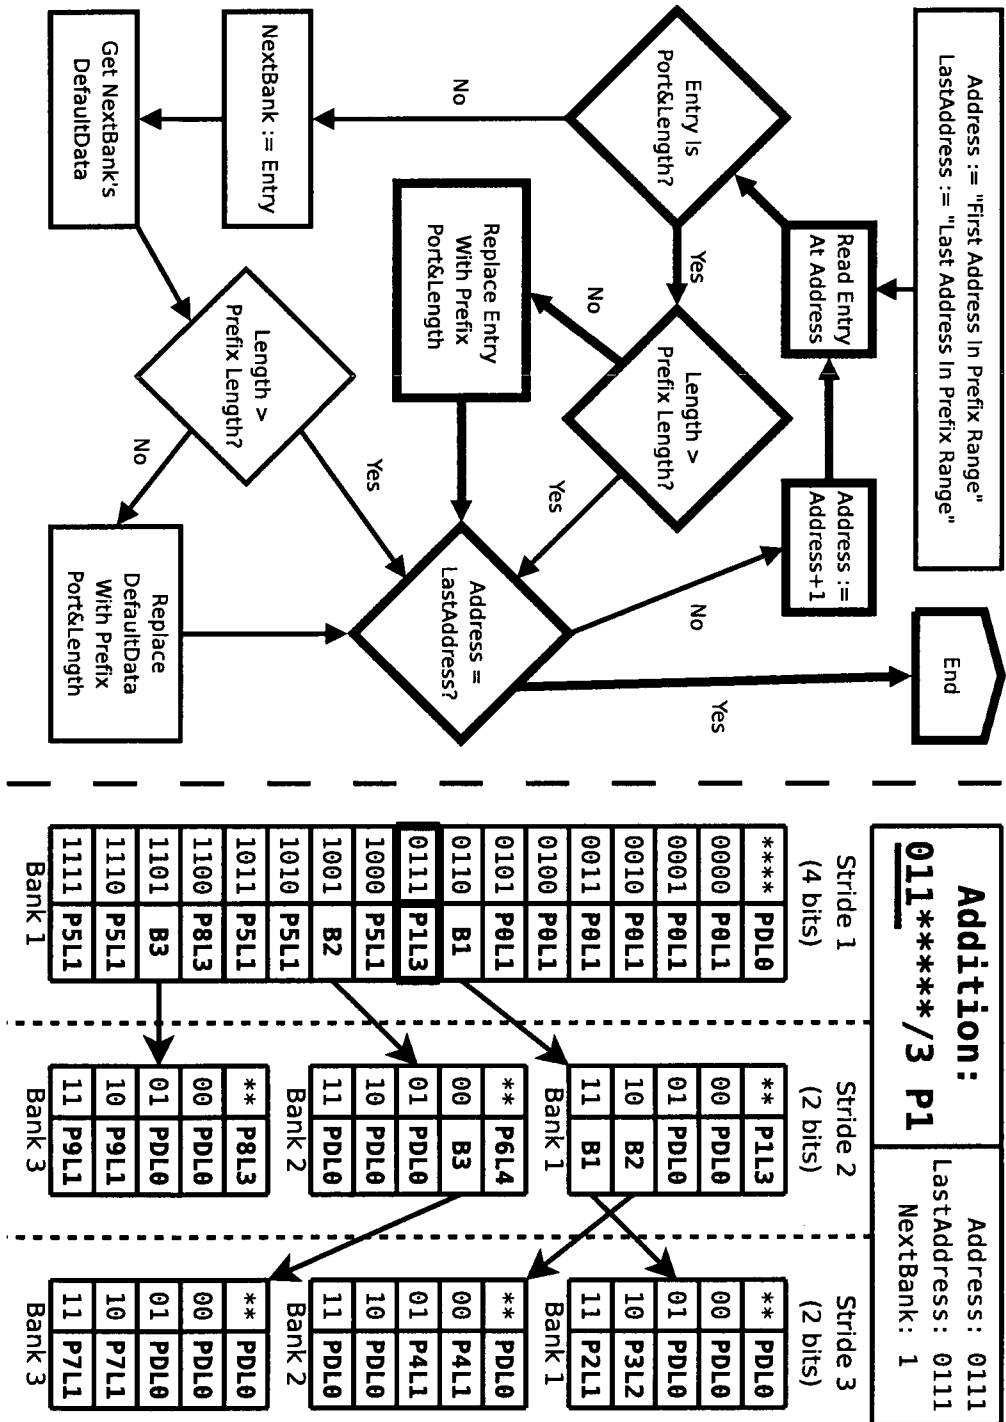 Address := "First Address In Prefix Range"
LastAddress := "Last Address In Prefix Range"
Read Entry
At Address
Address :=
Address+1
End
Entry Is
Port&Length?
Yes
No
Length >
Prefix Length?
No
Yes
No
Yes
NextBank := Entry
Replace Entry
With Prefix
Port&Length
Address =
LastAddress?
Get NextBank's
DefaultData
Length >
Prefix Length?
Yes
No
Replace
DefaultData
With Prefix
Port&Length
Addition:
011*****/3 P1
Address: 0111
LastAddress: 0111
NextBank: 1
Stride 1
(4 bits)
**** PDL0
0000 P0L1
0001 P0L1
0010 P0L1
0011 P0L1
0100 P0L1
0101 P0L1
0110 B1
0111 P1L3
1000 P5L1
1001 B2
1010 P5L1
1011 P5L1
1100 P8L3
1101 B3
1110 P5L1
1111 P5L1
Bank 1
Stride 2
(2 bits)
** P1L3
00 PDL0
01 PDL0
10 B2
11 B1
Bank 1
** P6L4
00 B3
01 PDL0
10 PDL0
11 PDL0
Bank 2
** P8L3
00 PDL0
01 PDL0
10 P9L1
11 P9L1
Bank 3
Stride 3
(2 bits)
** PDL0
00 PDL0
01 PDL0
10 P3L2
11 P2L1
Bank 1
** PDL0
00 P4L1
01 P4L1
10 PDL0
11 PDL0
Bank 2
** PDL0
00 PDL0
01 PDL0
10 P7L1
11 P7L1
Bank 3